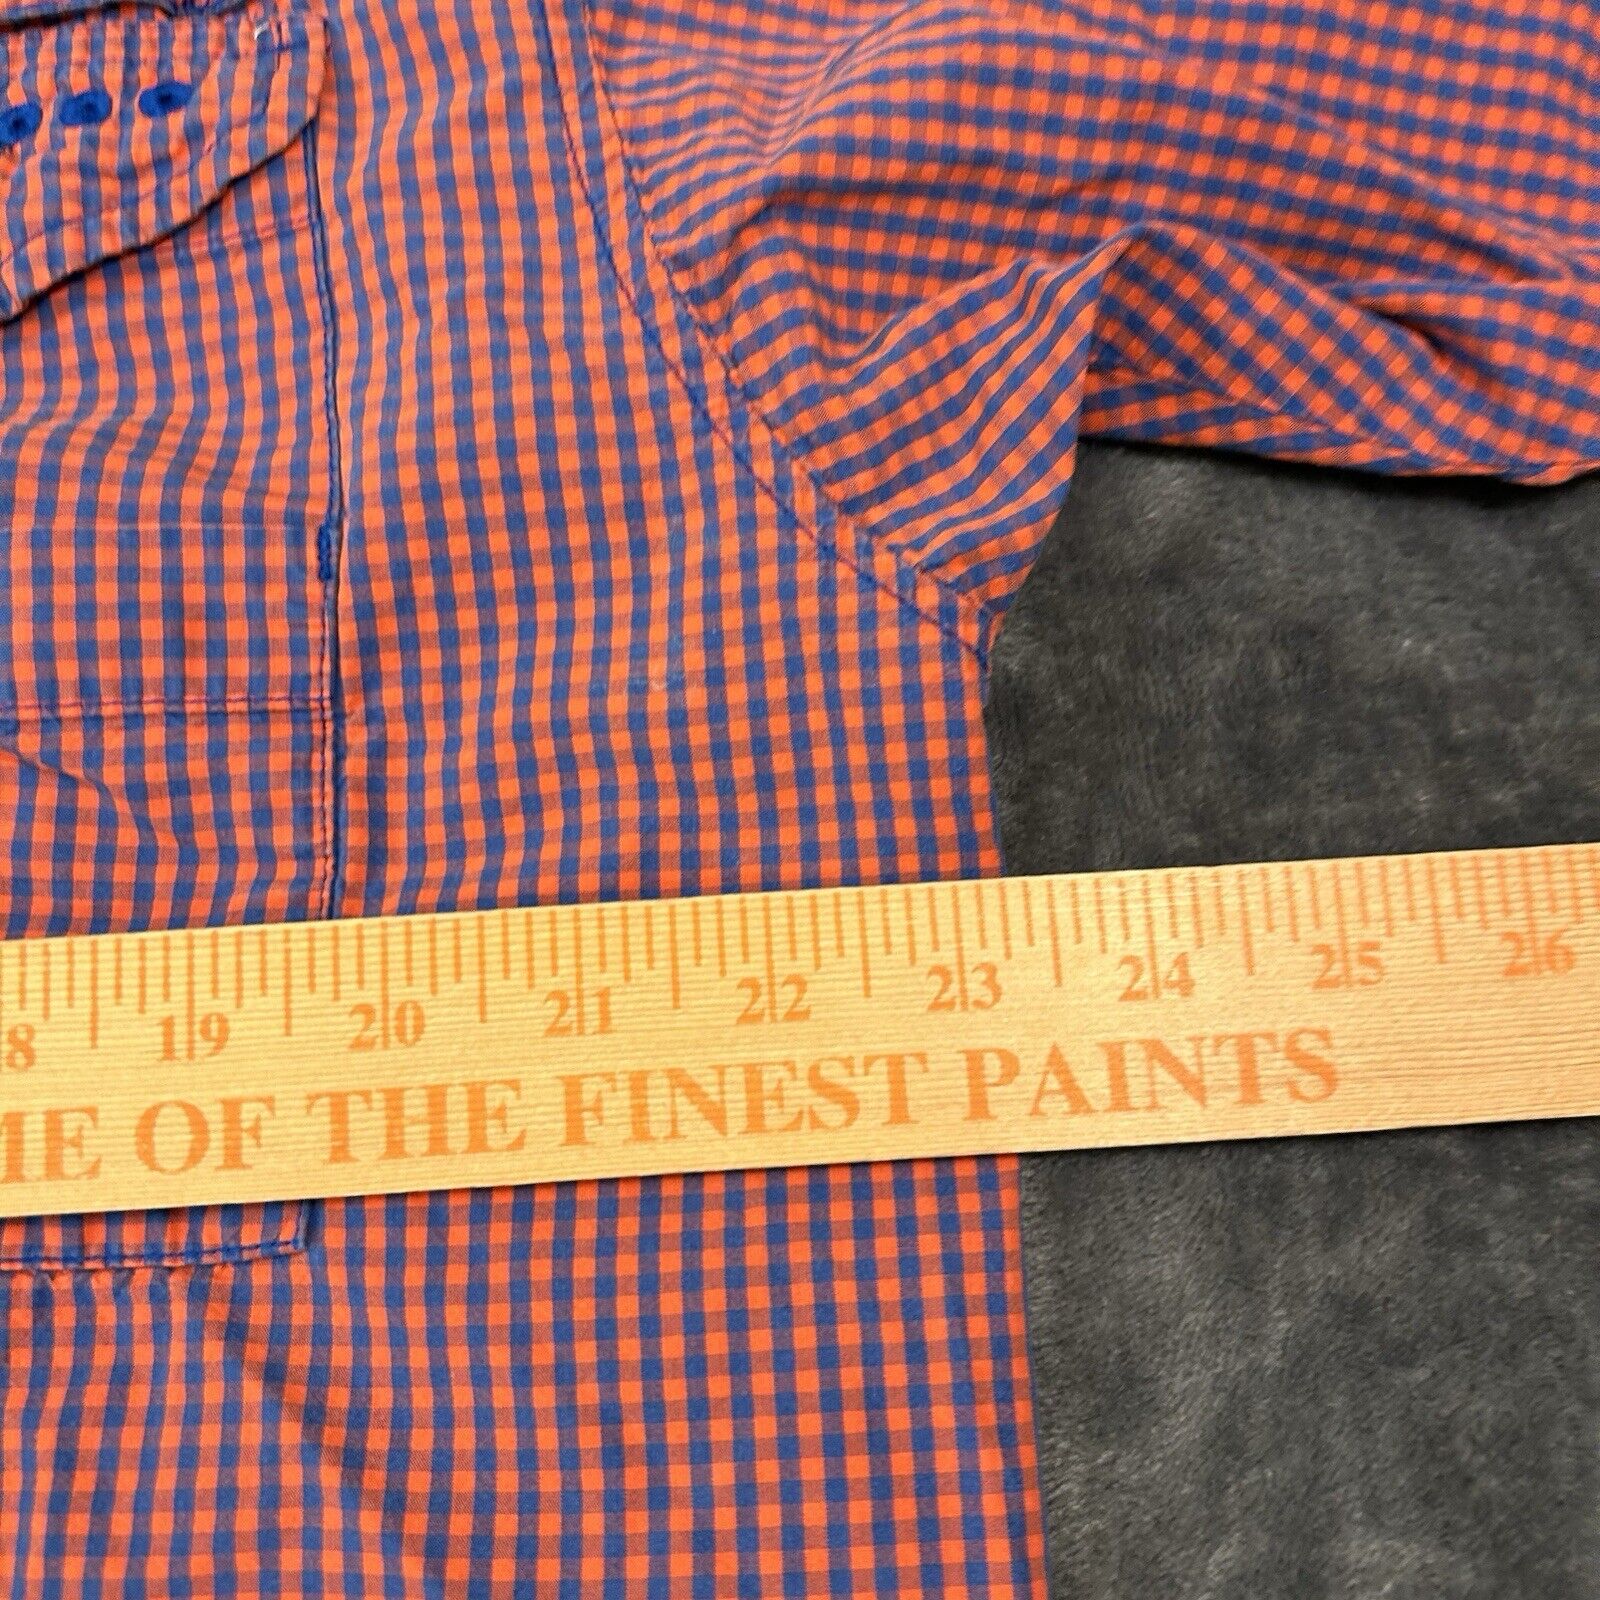 8 19 20 21 22 23 24 25 26
ME OF THE FINEST PAINTS